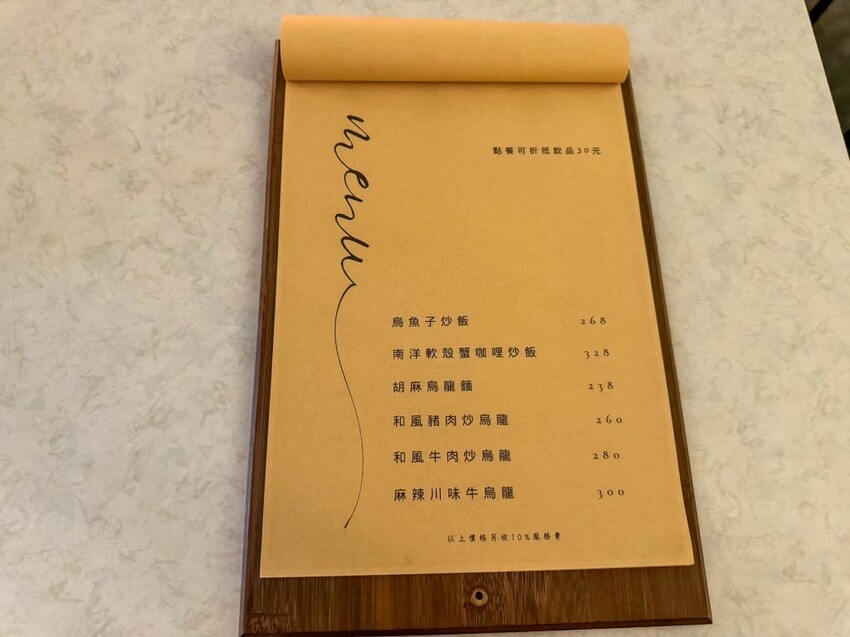 menu
點餐可折抵飲品30元
烏魚子炒飯 268
南洋軟殼蟹咖哩炒飯 328
胡麻烏龍麵 238
和風豬肉炒烏龍 260
和風牛肉炒烏龍 280
麻辣川味牛烏龍 300
以上價格另收10%服務費